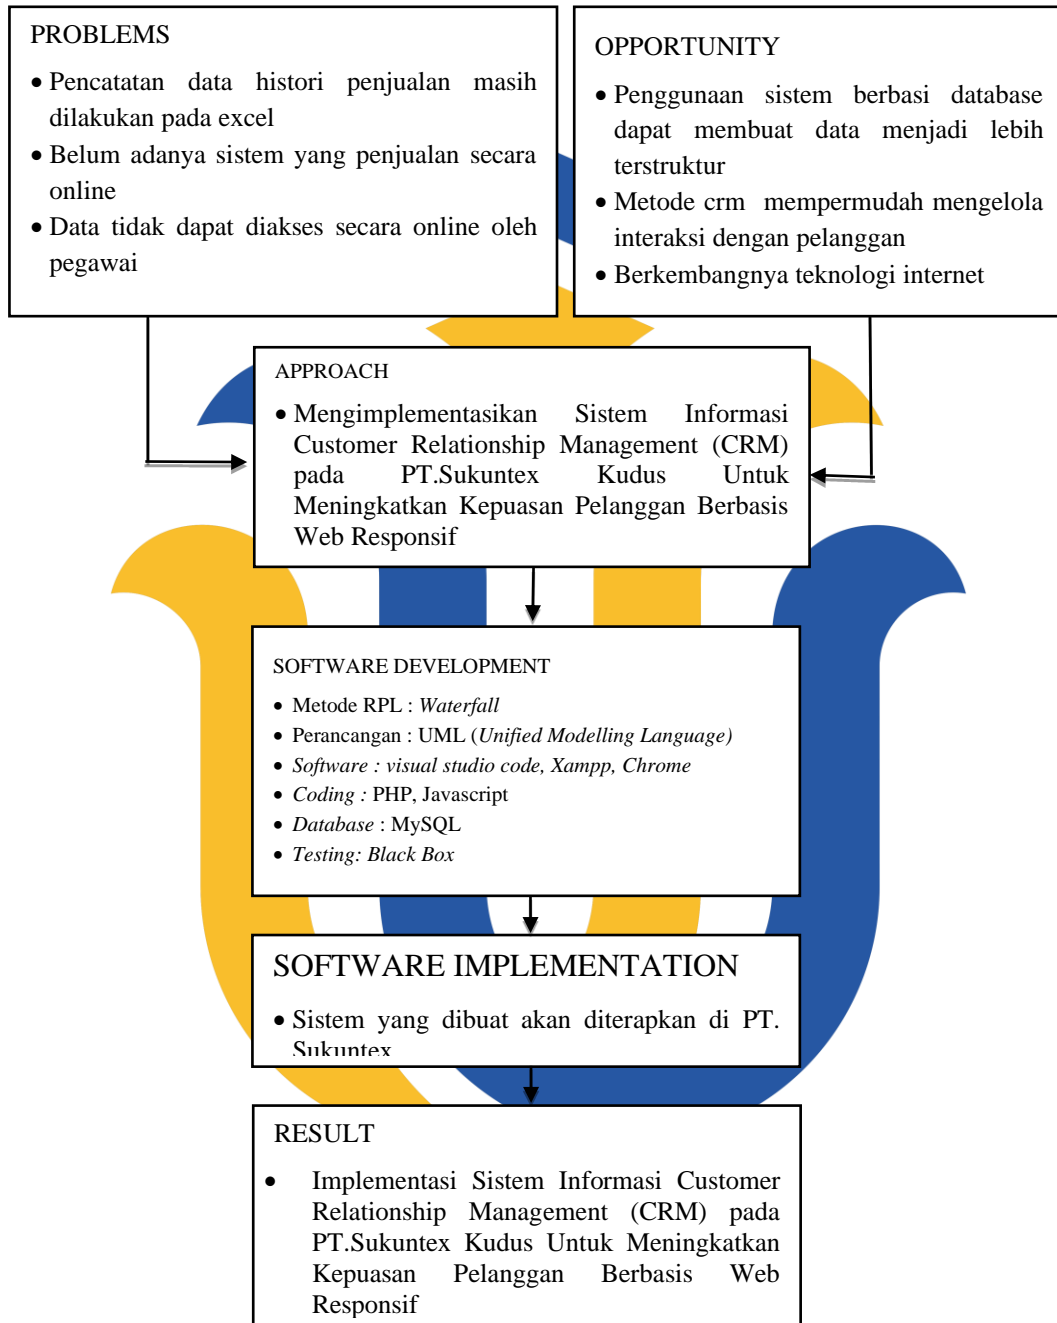 PROBLEMS
• Pencatatan data histori penjualan masih
dilakukan pada excel
• Belum adanya sistem yang penjualan secara
online
• Data tidak dapat diakses secara online oleh
pegawai
OPPORTUNITY
• Penggunaan sistem berbasi database
dapat membuat data menjadi lebih
terstruktur
• Metode crm mempermudah mengelola
interaksi dengan pelanggan
• Berkembangnya teknologi internet
APPROACH
• Mengimplementasikan Sistem Informasi
Customer Relationship Management (CRM)
pada PT.Sukuntex Kudus Untuk
Meningkatkan Kepuasan Pelanggan Berbasis
Web Responsif
SOFTWARE DEVELOPMENT
• Metode RPL : Waterfall
• Perancangan : UML (Unified Modelling Language)
• Software : visual studio code, Xampp, Chrome
• Coding : PHP, Javascript
• Database : MySQL
• Testing: Black Box
SOFTWARE IMPLEMENTATION
• Sistem yang dibuat akan diterapkan di PT.
Sukuntex
RESULT
• Implementasi Sistem Informasi Customer
Relationship Management (CRM) pada
PT.Sukuntex Kudus Untuk Meningkatkan
Kepuasan Pelanggan Berbasis Web
Responsif